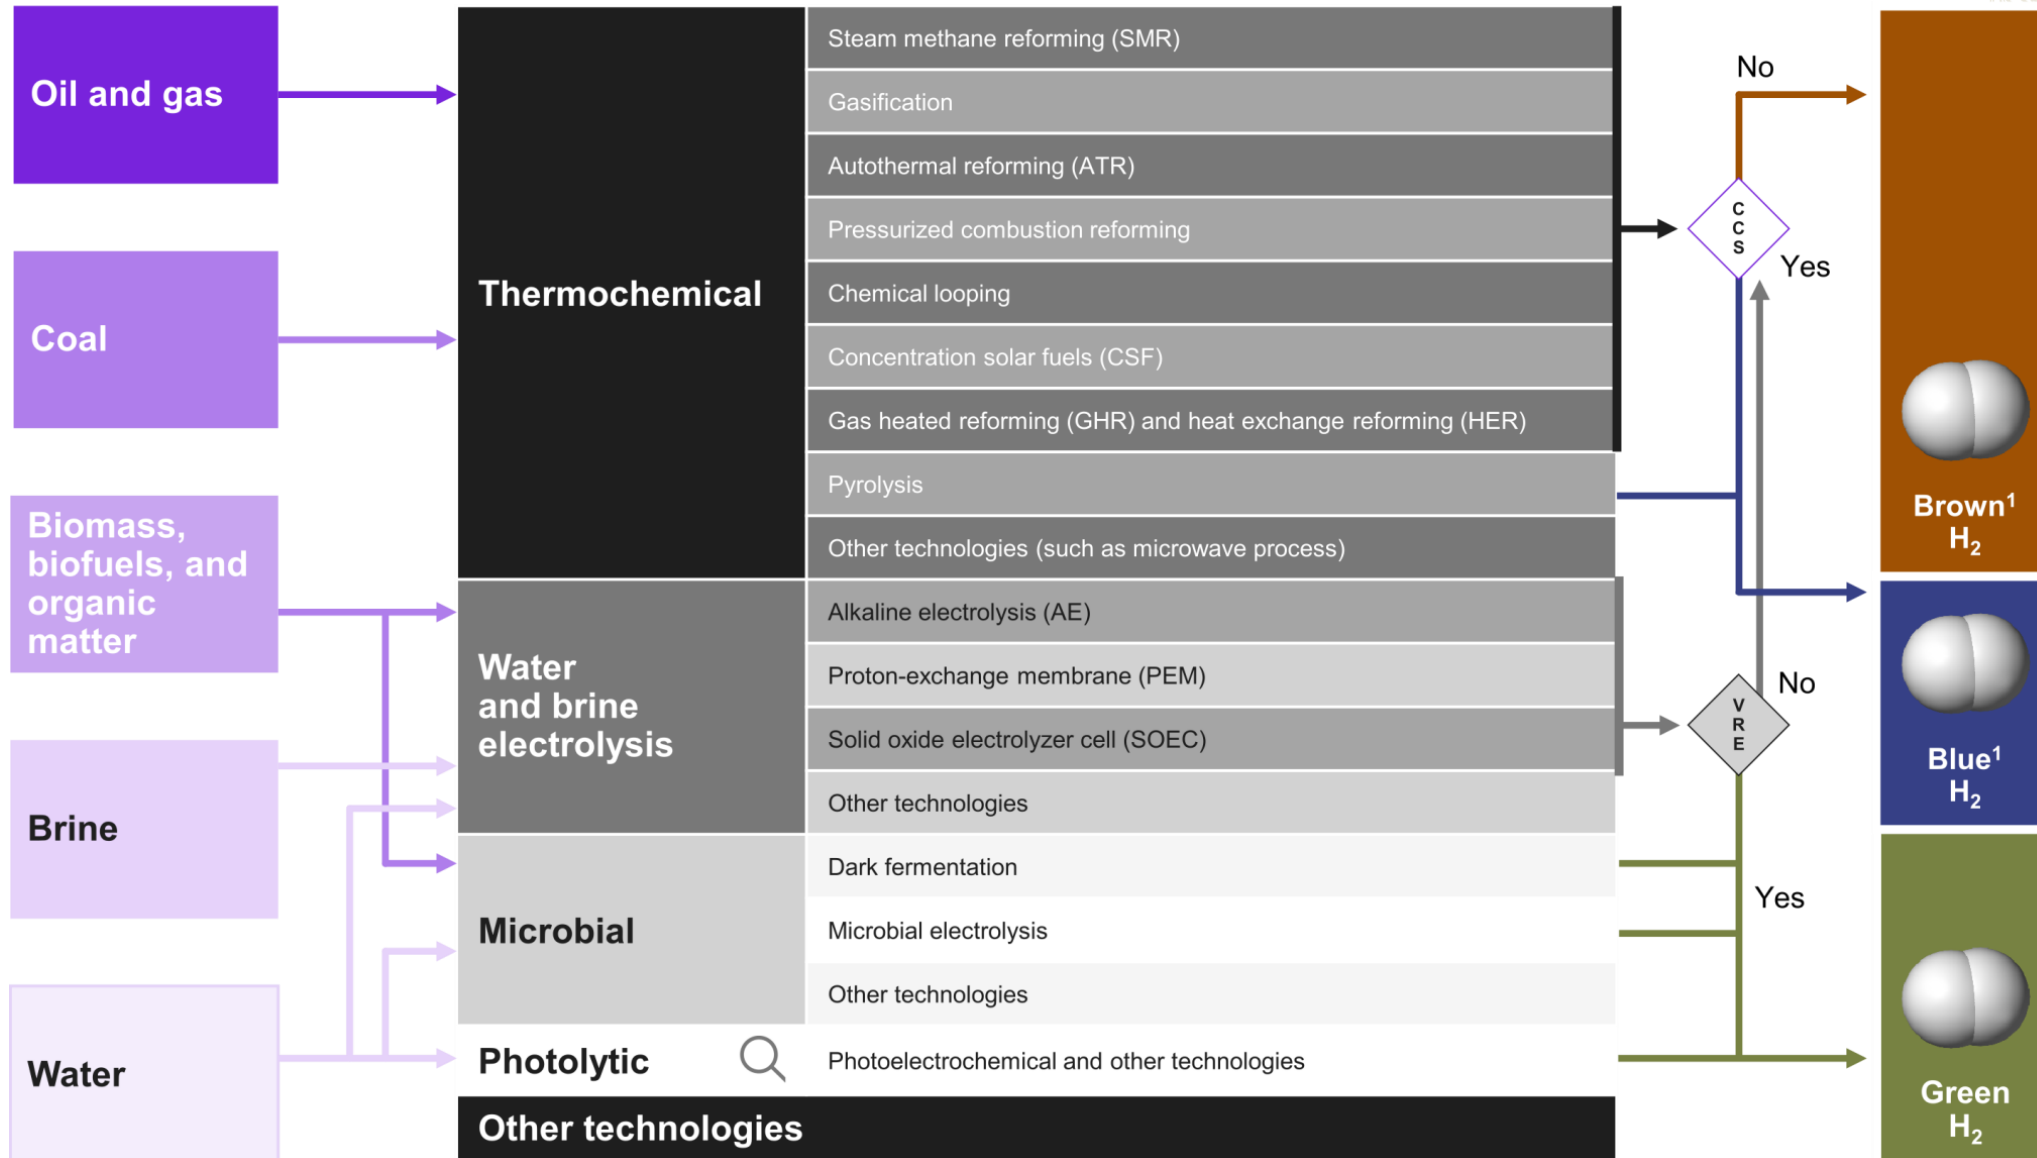 Oil and gas
Coal
Biomass,
biofuels, and
organic
matter
Brine
Water
Thermochemical
Steam methane reforming (SMR)
Gasification
Autothermal reforming (ATR)
Pressurized combustion reforming
Chemical looping
Concentration solar fuels (CSF)
Gas heated reforming (GHR) and heat exchange reforming (HER)
Pyrolysis
Other technologies (such as microwave process)
Water
and brine
electrolysis
Alkaline electrolysis (AE)
Proton-exchange membrane (PEM)
Solid oxide electrolyzer cell (SOEC)
Other technologies
Microbial
Dark fermentation
Microbial electrolysis
Other technologies
Photolytic
Photoelectrochemical and other technologies
Other technologies
No
C
C
S
Yes
No
V
R
E
Yes
Brown¹
H₂
Blue¹
H₂
Green
H₂